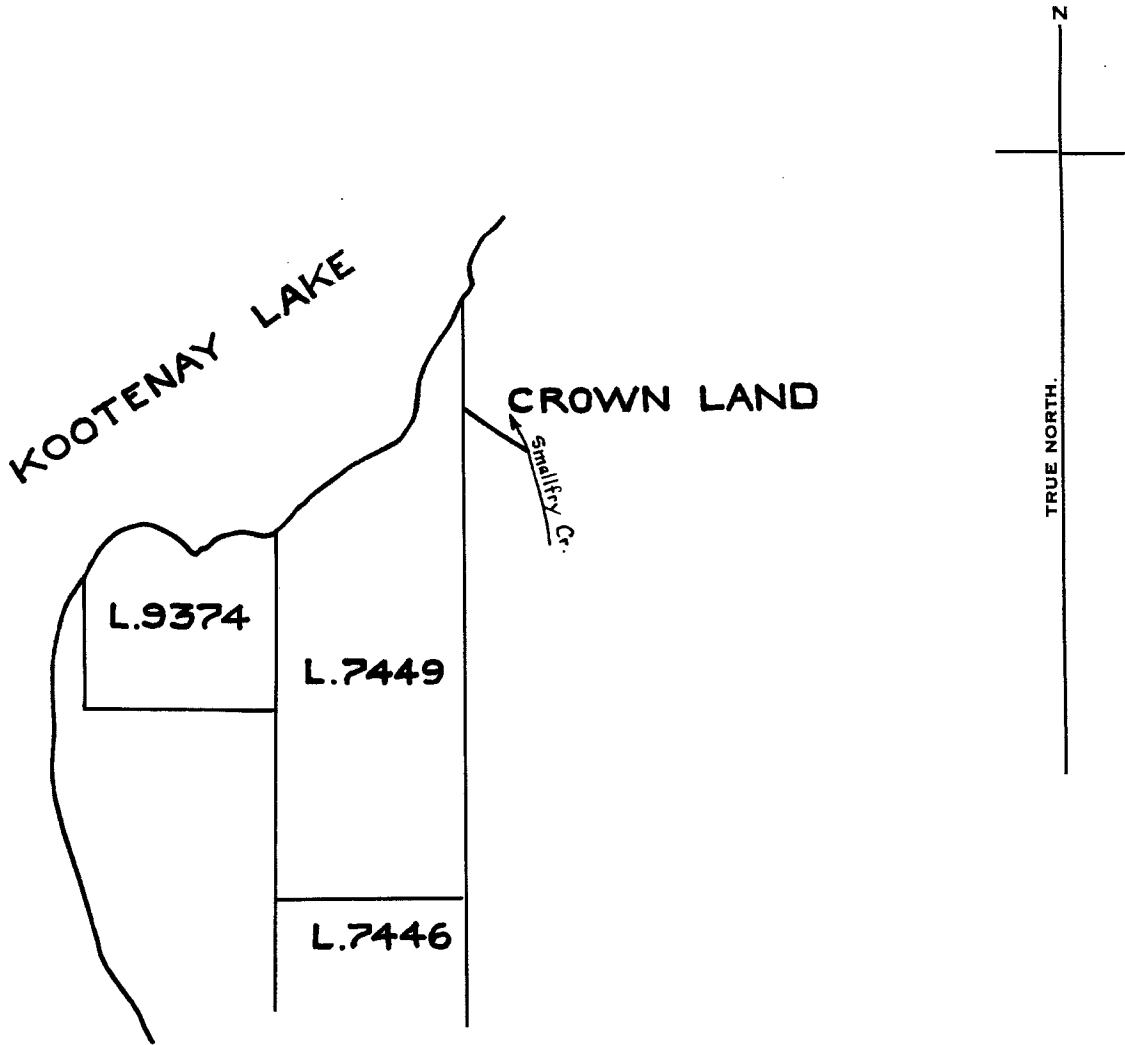 N
TRUE NORTH.
KOOTENAY LAKE
CROWN LAND
Smallfry Cr.
L.9374
L.7449
L.7446